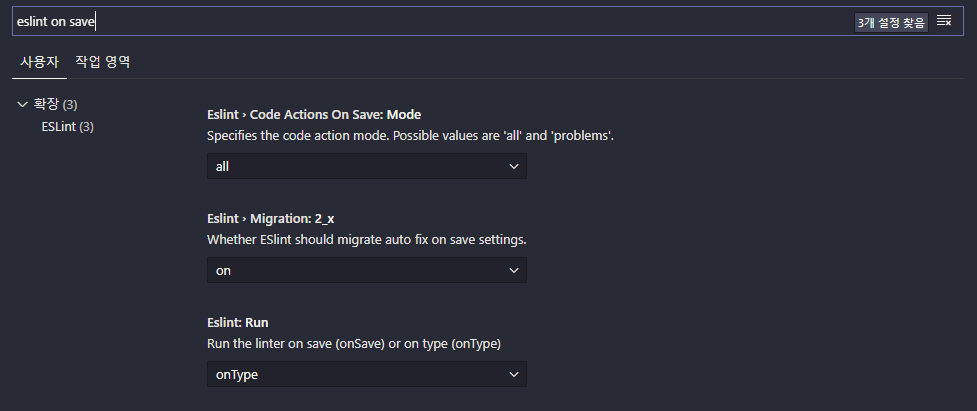 eslint on save
3개 설정 찾음
사용자 작업 영역
확장 (3)
ESLint (3)
Eslint › Code Actions On Save: Mode
Specifies the code action mode. Possible values are 'all' and 'problems'.
all
Eslint › Migration: 2_x
Whether ESlint should migrate auto fix on save settings.
on
Eslint: Run
Run the linter on save (onSave) or on type (onType)
onType